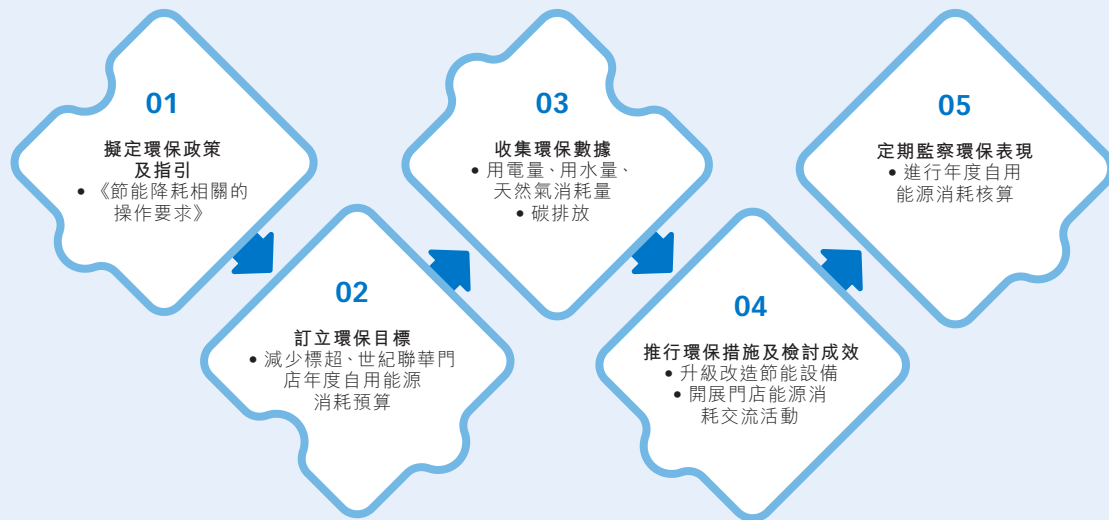 01
擬定環保政策
及指引
• 《節能降耗相關的
操作要求》
02
訂立環保目標
• 減少標超、世紀聯華門
店年度自用能源
消耗預算
03
收集環保數據
• 用電量、用水量、
天然氣消耗量
• 碳排放
04
推行環保措施及檢討成效
• 升級改造節能設備
• 開展門店能源消
耗交流活動
05
定期監察環保表現
• 進行年度自用
能源消耗核算